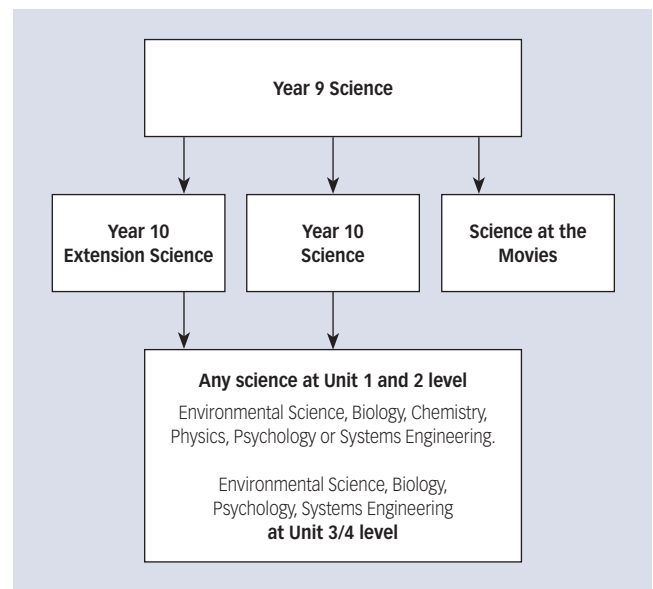 Year 9 Science
Year 10
Extension Science
Year 10
Science
Science at the
Movies
Any science at Unit 1 and 2 level
Environmental Science, Biology, Chemistry,
Physics, Psychology or Systems Engineering.
Environmental Science, Biology,
Psychology, Systems Engineering
at Unit 3/4 level